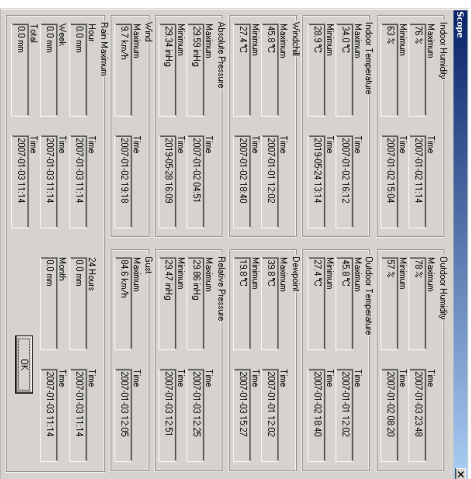 Scope
Indoor Humidity
Maximum Time
76 % 2007-01-02 11:14
Minimum Time
63 % 2007-01-02 15:04
Outdoor Humidity
Maximum Time
78 % 2007-01-03 23:48
Minimum Time
57 % 2007-01-02 08:20
Indoor Temperature
Maximum Time
34.0 °C 2007-01-02 16:12
Minimum Time
28.9 °C 2019-05-24 13:14
Outdoor Temperature
Maximum Time
45.8 °C 2007-01-01 12:02
Minimum Time
27.4 °C 2007-01-02 18:40
Windchill
Maximum Time
45.8 °C 2007-01-01 12:02
Minimum Time
27.4 °C 2007-01-02 18:40
Dewpoint
Maximum Time
39.8 °C 2007-01-01 12:02
Minimum Time
19.8 °C 2007-01-03 15:27
Absolute Pressure
Maximum Time
29.59 inHg 2007-01-02 04:51
Minimum Time
29.34 inHg 2019-05-28 16:09
Relative Pressure
Maximum Time
29.86 inHg 2007-01-03 12:25
Minimum Time
29.47 inHg 2007-01-03 12:51
Wind
Maximum Time
9.7 km/h 2007-01-02 19:18
Gust
Maximum Time
84.6 km/h 2007-01-03 12:05
Rain Maximum
Hour Time
0.0 mm 2007-01-03 11:14
24 Hours Time
0.0 mm 2007-01-03 11:14
Week Time
0.0 mm 2007-01-03 11:14
Month Time
0.0 mm 2007-01-03 11:14
Total Time
0.0 mm 2007-01-03 11:14
OK